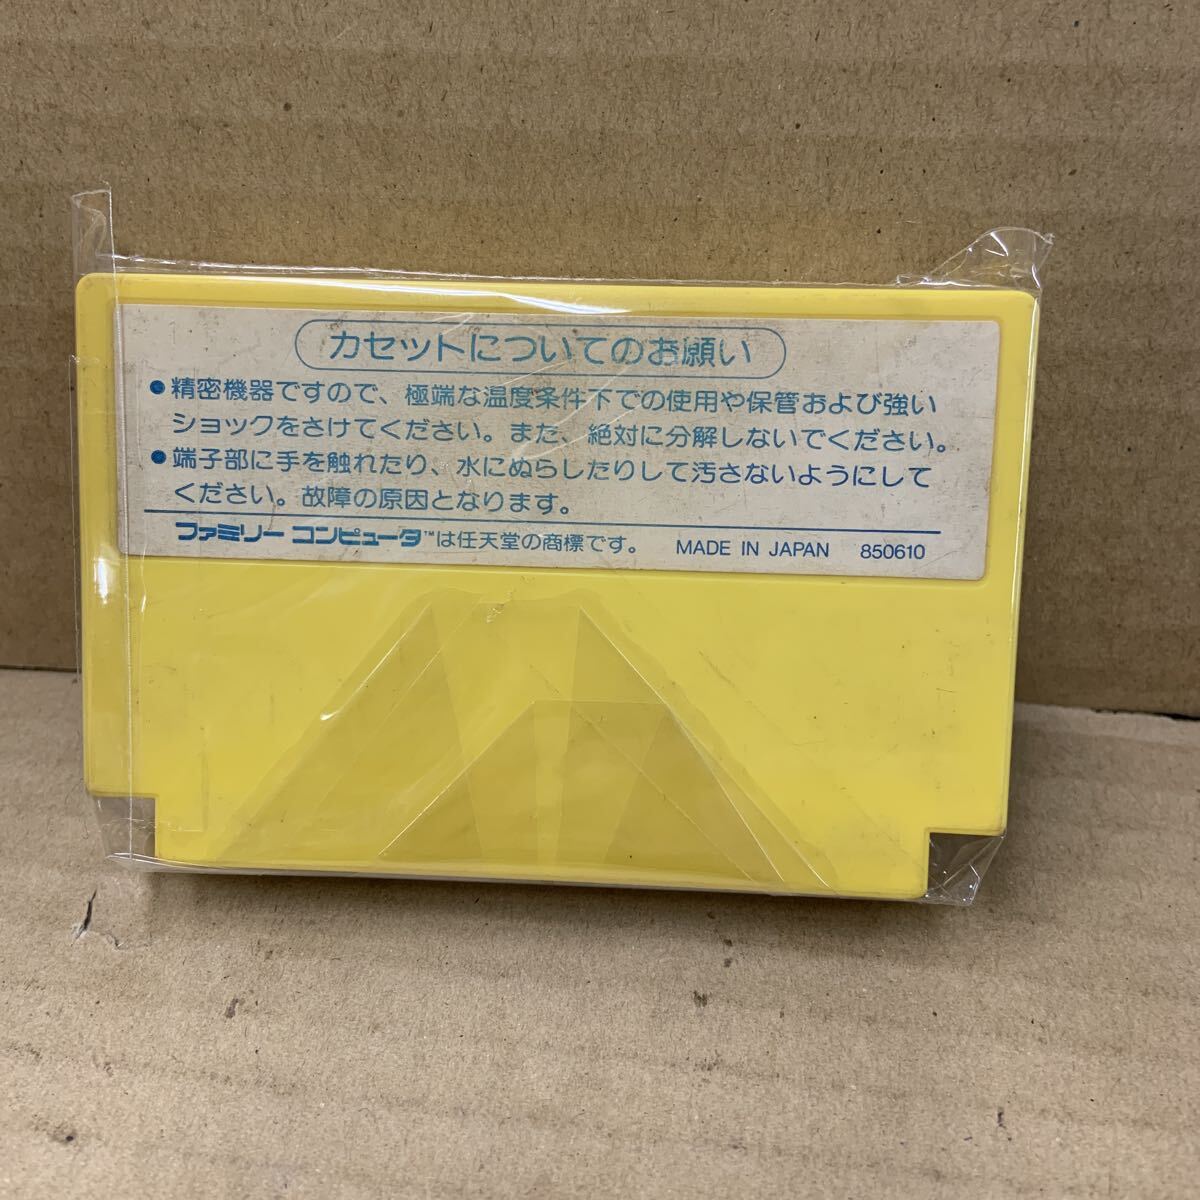 カセットについてのお願い
●精密機器ですので、極端な温度条件下での使用や保管および強い
ショックをさけてください。また、絶対に分解しないでください。
●端子部に手を触れたり、水にぬらしたりして汚さないようにして
ください。故障の原因となります。
ファミリー コンピュータ™は任天堂の商標です。 MADE IN JAPAN 850610